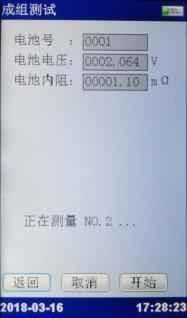 成组测试
电池号 : 0001
电池电压: 0002.064 V
电池内阻: 00001.10 mΩ
正在测量 NO.2 ...
返回 取消 开始
2018-03-16 17:28:23